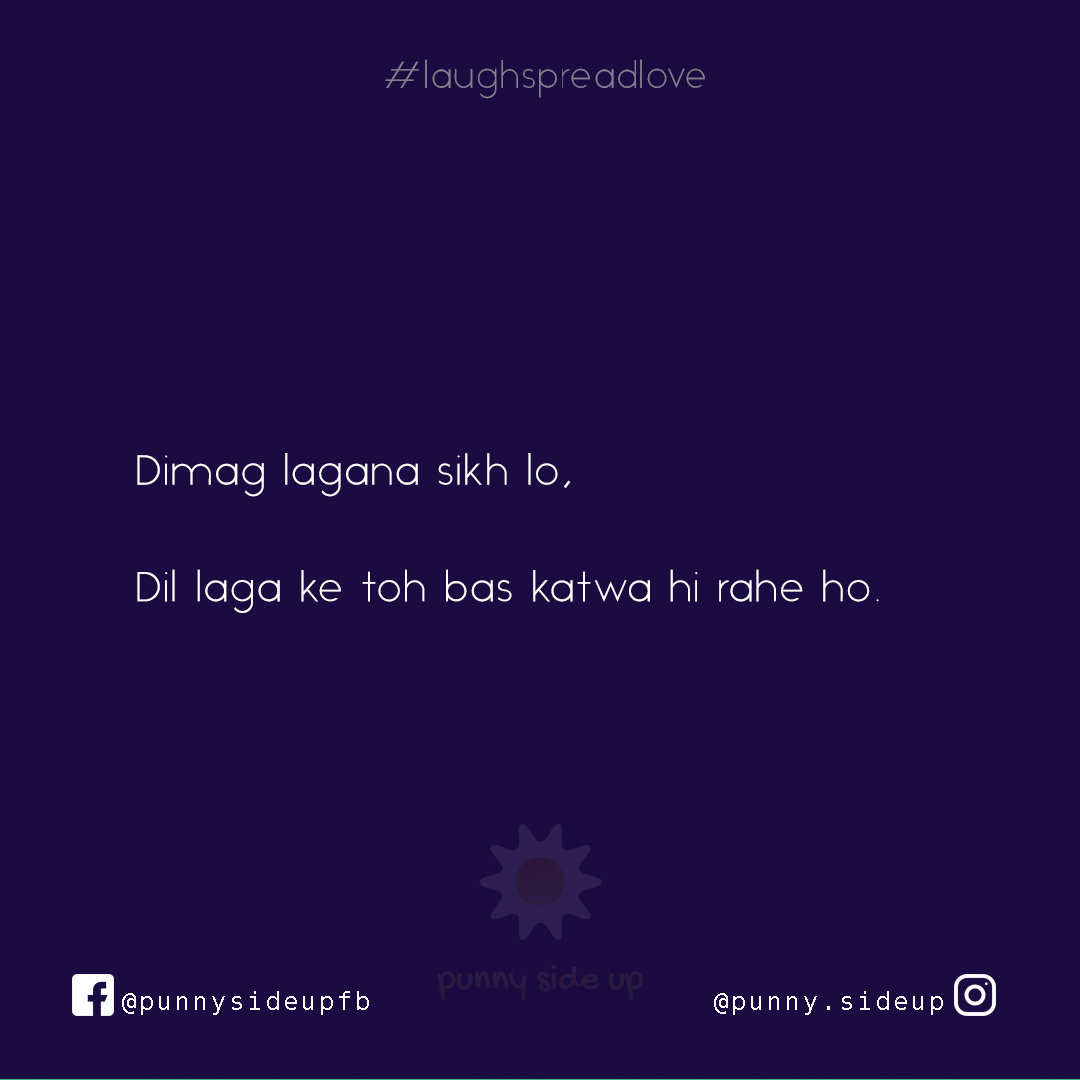 #laughspreadlove
Dimag lagana sikh lo,
Dil laga ke toh bas katwa hi rahe ho.
punny side up
@punnysideupfb
@punny.sideup